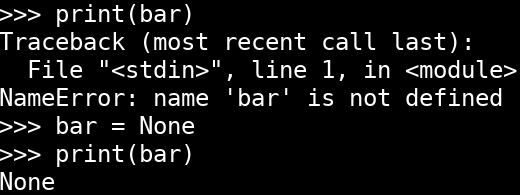 >>> print(bar)
Traceback (most recent call last):
  File "<stdin>", line 1, in <module>
NameError: name 'bar' is not defined
>>> bar = None
>>> print(bar)
None